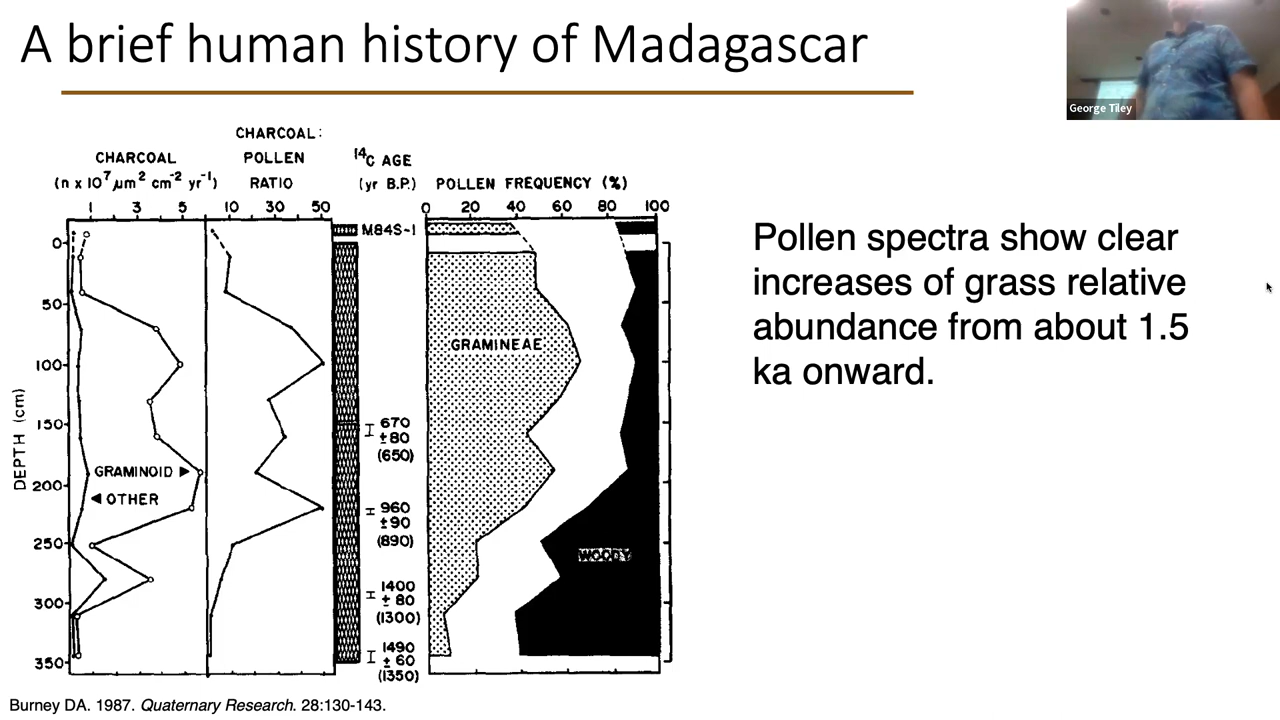 A brief human history of Madagascar
George Tiley
CHARCOAL
(n x 10⁷ µm² cm⁻² yr⁻¹)
CHARCOAL:
POLLEN
RATIO
¹⁴C AGE
(yr B.P.)
POLLEN FREQUENCY (%)
1 3 5 10 30 50
0 20 40 60 80 100
M84S-1
DEPTH (cm)
0
50
100
150
200
250
300
350
GRAMINOID ►
◄ OTHER
670
±80
(650)
960
±90
(890)
1400
± 80
(1300)
1490
± 60
(1350)
GRAMINEAE
WOODY
Pollen spectra show clear
increases of grass relative
abundance from about 1.5
ka onward.
Burney DA. 1987. Quaternary Research. 28:130-143.